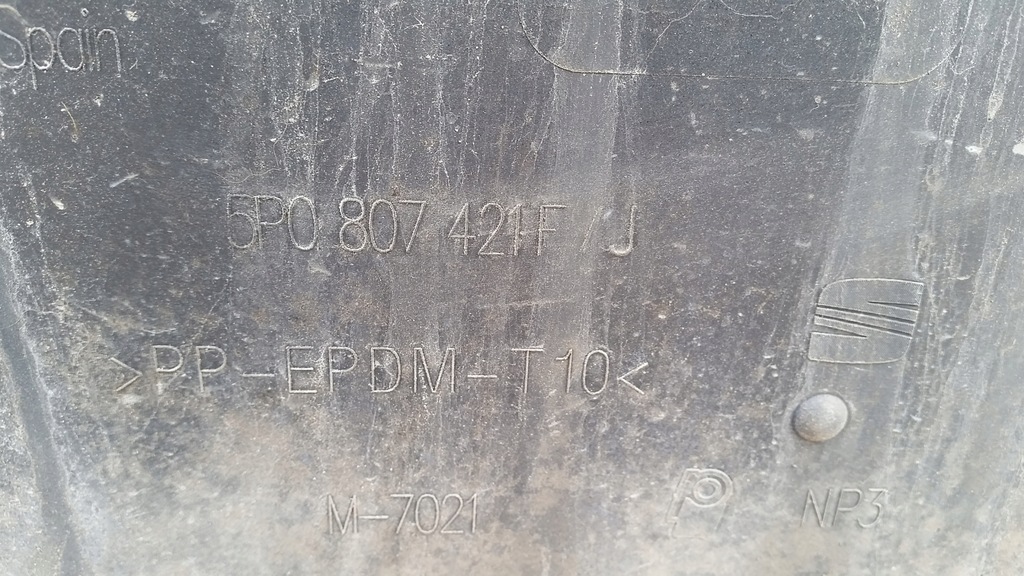 Spain
5P0 807 421 F / J
>PP-EPDM-T10<
M-7021
NP3